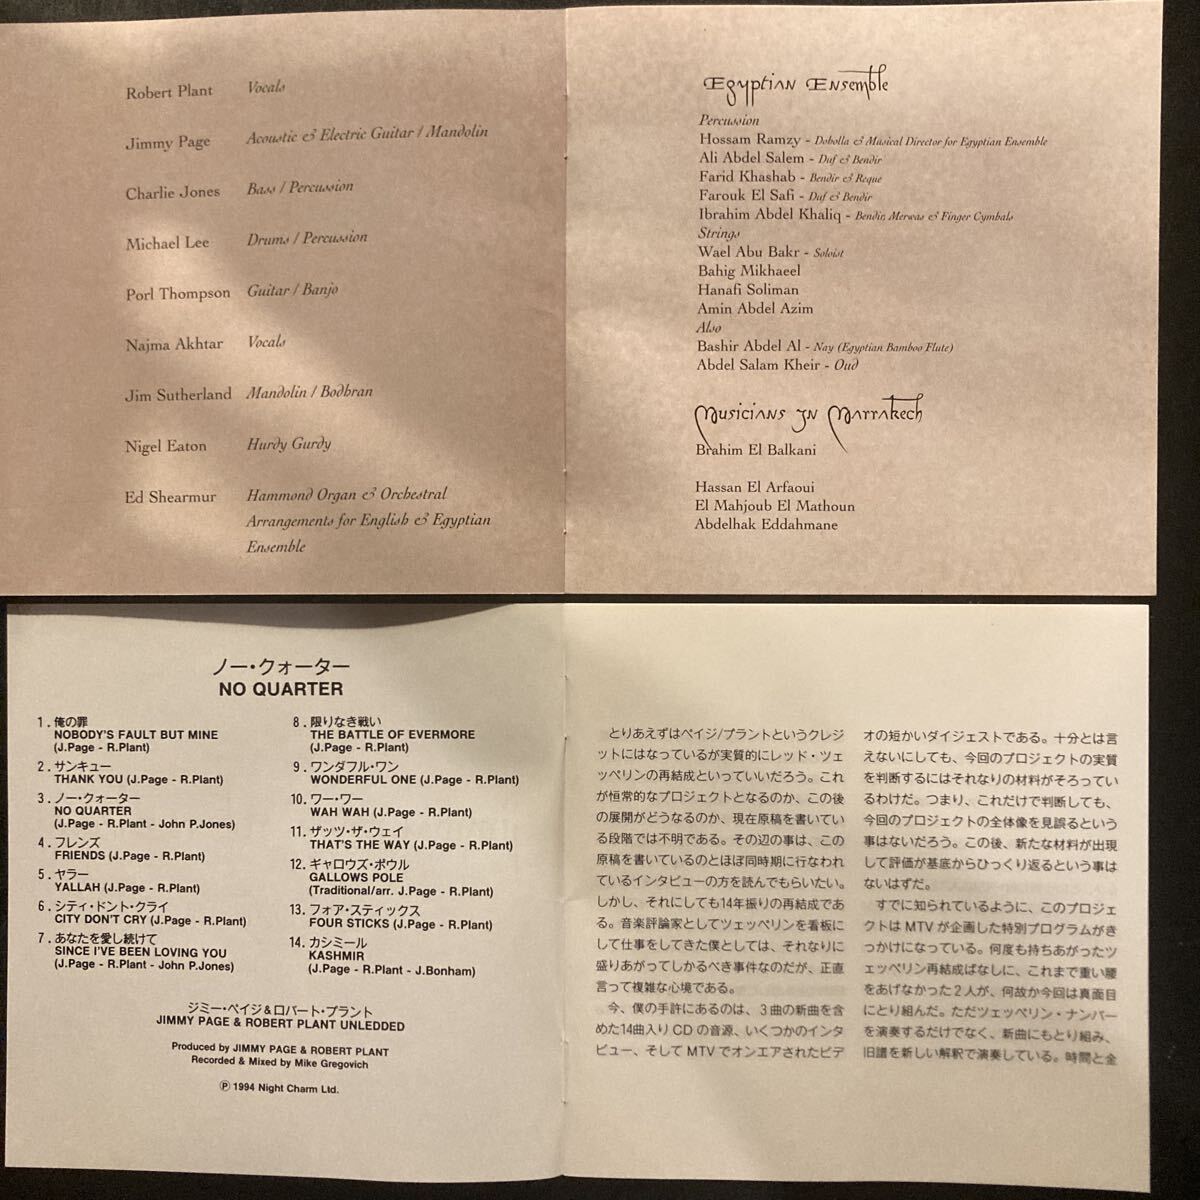 Robert Plant Vocals
Jimmy Page Acoustic & Electric Guitar / Mandolin
Charlie Jones Bass / Percussion
Michael Lee Drums / Percussion
Porl Thompson Guitar / Banjo
Najma Akhtar Vocals
Jim Sutherland Mandolin / Bodhran
Nigel Eaton Hurdy Gurdy
Ed Shearmur Hammond Organ & Orchestral
Arrangements for English & Egyptian
Ensemble
Egyptian Ensemble
Percussion
Hossam Ramzy - Dobolla & Musical Director for Egyptian Ensemble
Ali Abdel Salem - Duf & Bendir
Farid Khashab - Bendir & Reque
Farouk El Safi - Duf & Bendir
Ibrahim Abdel Khaliq - Bendir, Merwas & Finger Cymbals
Strings
Wael Abu Bakr - Soloist
Bahig Mikhaeel
Hanafi Soliman
Amin Abdel Azim
Also
Bashir Abdel Al - Nay (Egyptian Bamboo Flute)
Abdel Salam Kheir - Oud
Musicians In Marrakech
Brahim El Balkani
Hassan El Arfaoui
El Mahjoub El Mathoun
Abdelhak Eddahmane
ノー・クォーター
NO QUARTER
1. 俺の罪
NOBODY'S FAULT BUT MINE
(J.Page - R.Plant)
2. サンキュー
THANK YOU (J.Page - R.Plant)
3. ノー・クォーター
NO QUARTER
(J.Page - R.Plant - John P.Jones)
4. フレンズ
FRIENDS (J.Page - R.Plant)
5. ヤラー
YALLAH (J.Page - R.Plant)
6. シティ・ドント・クライ
CITY DON'T CRY (J.Page - R.Plant)
7. あなたを愛し続けて
SINCE I'VE BEEN LOVING YOU
(J.Page - R.Plant - John P.Jones)
8. 限りなき戦い
THE BATTLE OF EVERMORE
(J.Page - R.Plant)
9. ワンダフル・ワン
WONDERFUL ONE (J.Page - R.Plant)
10. ワー・ワー
WAH WAH (J.Page - R.Plant)
11. ザッツ・ザ・ウェイ
THAT'S THE WAY (J.Page - R.Plant)
12. ギャロウズ・ポウル
GALLOWS POLE
(Traditional/arr. J.Page - R.Plant)
13. フォア・スティックス
FOUR STICKS (J.Page - R.Plant)
14. カシミール
KASHMIR
(J.Page - R.Plant - J.Bonham)
ジミー・ペイジ&ロバート・プラント
JIMMY PAGE & ROBERT PLANT UNLEDDED
Produced by JIMMY PAGE & ROBERT PLANT
Recorded & Mixed by Mike Gregovich
Ⓟ 1994 Night Charm Ltd.
とりあえずはペイジ/プラントというクレジ
ットにはなっているが実質的にレッド・ツェ
ッペリンの再結成といっていいだろう。これ
が恒常的なプロジェクトとなるのか、この後
の展開がどうなるのか、現在原稿を書いている
段階では不明である。その辺の事は、この
原稿を書いているのとほぼ同時期に行なわれ
ているインタビューの方を読んでもらいたい。
しかし、それにしても14年振りの再結成であ
る。音楽評論家としてツェッペリンを看板に
して仕事をしてきた僕としては、それなりに
盛りあがってしかるべき事件なのだが、正直
言って複雑な心境である。
今、僕の手許にあるのは、3曲の新曲を含
めた14曲入りCDの音源、いくつかのインタ
ビュー、そしてMTVでオンエアされたビデ
オの短かいダイジェストである。十分とは言
えないにしても、今回のプロジェクトの実質
を判断するにはそれなりの材料がそろってい
るわけだ。つまり、これだけで判断しても、
今回のプロジェクトの全体像を見誤るという
事はないだろう。この後、新たな材料が出現
して評価が基底からひっくり返るという事は
ないはずだ。
すでに知られているように、このプロジェ
クトはMTVが企画した特別プログラムがき
っかけになっている。何度も持ちあがったツ
ェッペリン再結成ばなしに、これまで重い腰
をあげなかった2人が、何故か今回は真面目
にとり組んだ。ただツェッペリン・ナンバー
を演奏するだけでなく、新曲にもとり組み、
旧譜を新しい解釈で演奏している。時間と金